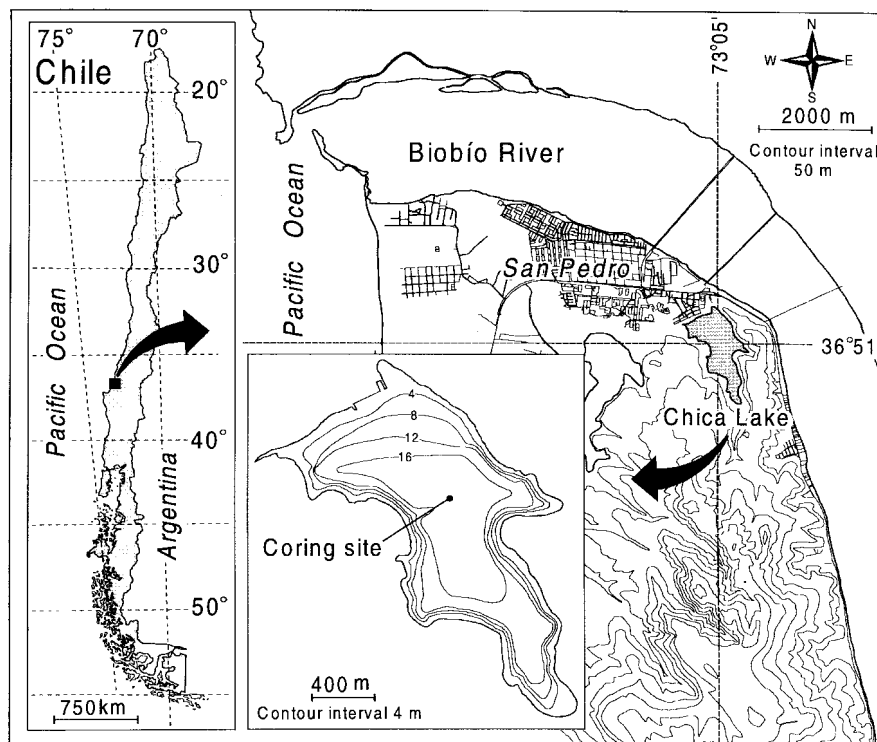 75° 70°
Chile
20°
30°
40°
50°
Pacific Ocean
Argentina
750km
73°05'
N
W E
S
2000 m
Contour interval
50 m
Biobío River
Pacific Ocean
San Pedro
36°51'
Chica Lake
4
8
12
16
Coring site
400 m
Contour interval 4 m